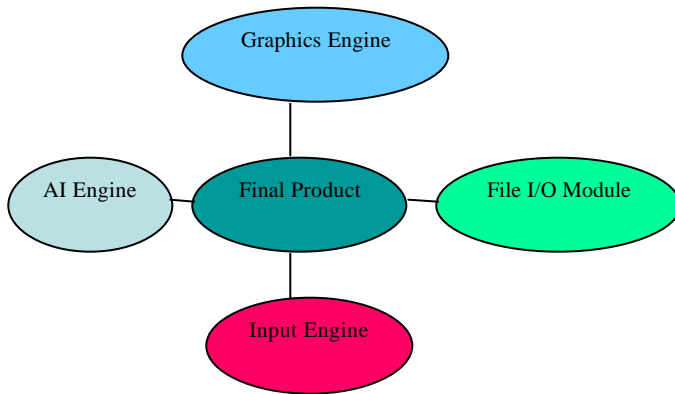 Graphics Engine
AI Engine
Final Product
File I/O Module
Input Engine